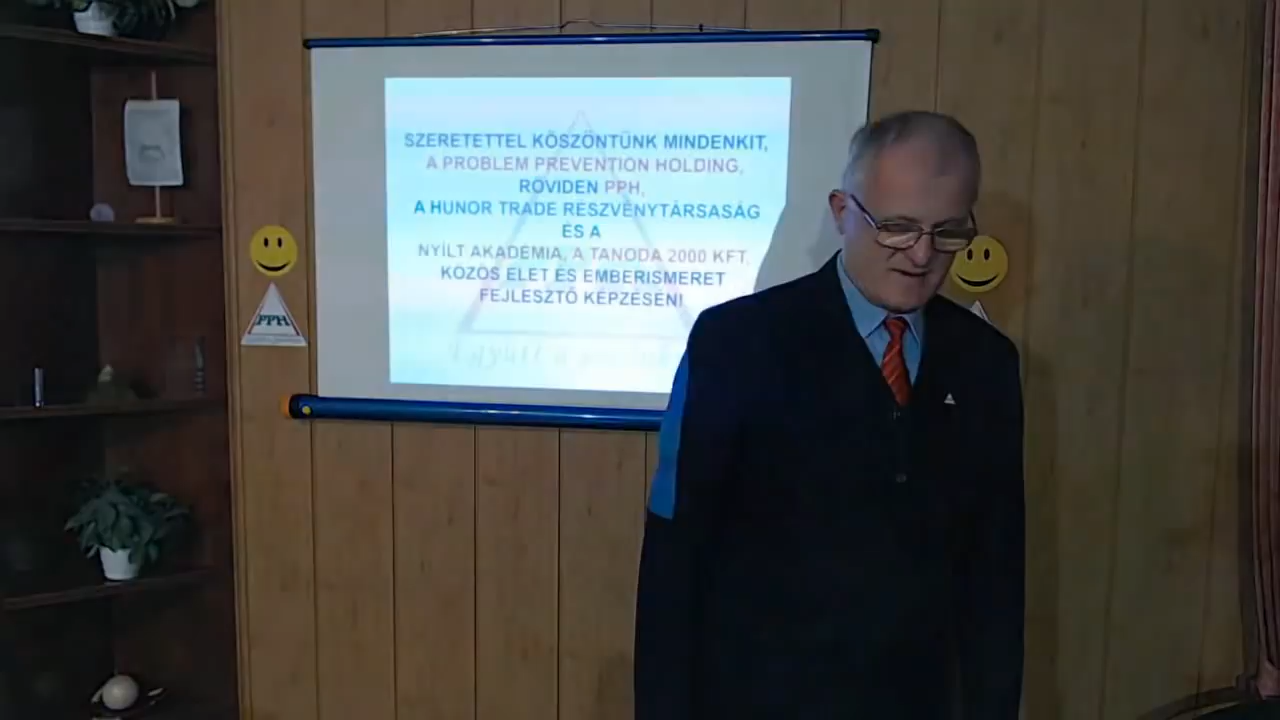 SZERETETTEL KÖSZÖNTÜNK MINDENKIT,
A PROBLEM PREVENTION HOLDING,
RÖVIDEN PPH,
A HUNOR TRADE RÉSZVÉNYTÁRSASÁG
ÉS A
NYÍLT AKADÉMIA, A TANODA 2000 KFT.
KÖZÖS ÉLET ÉS EMBERISMERET
FEJLESZTŐ KÉPZÉSÉN!
Együtt a
PPH